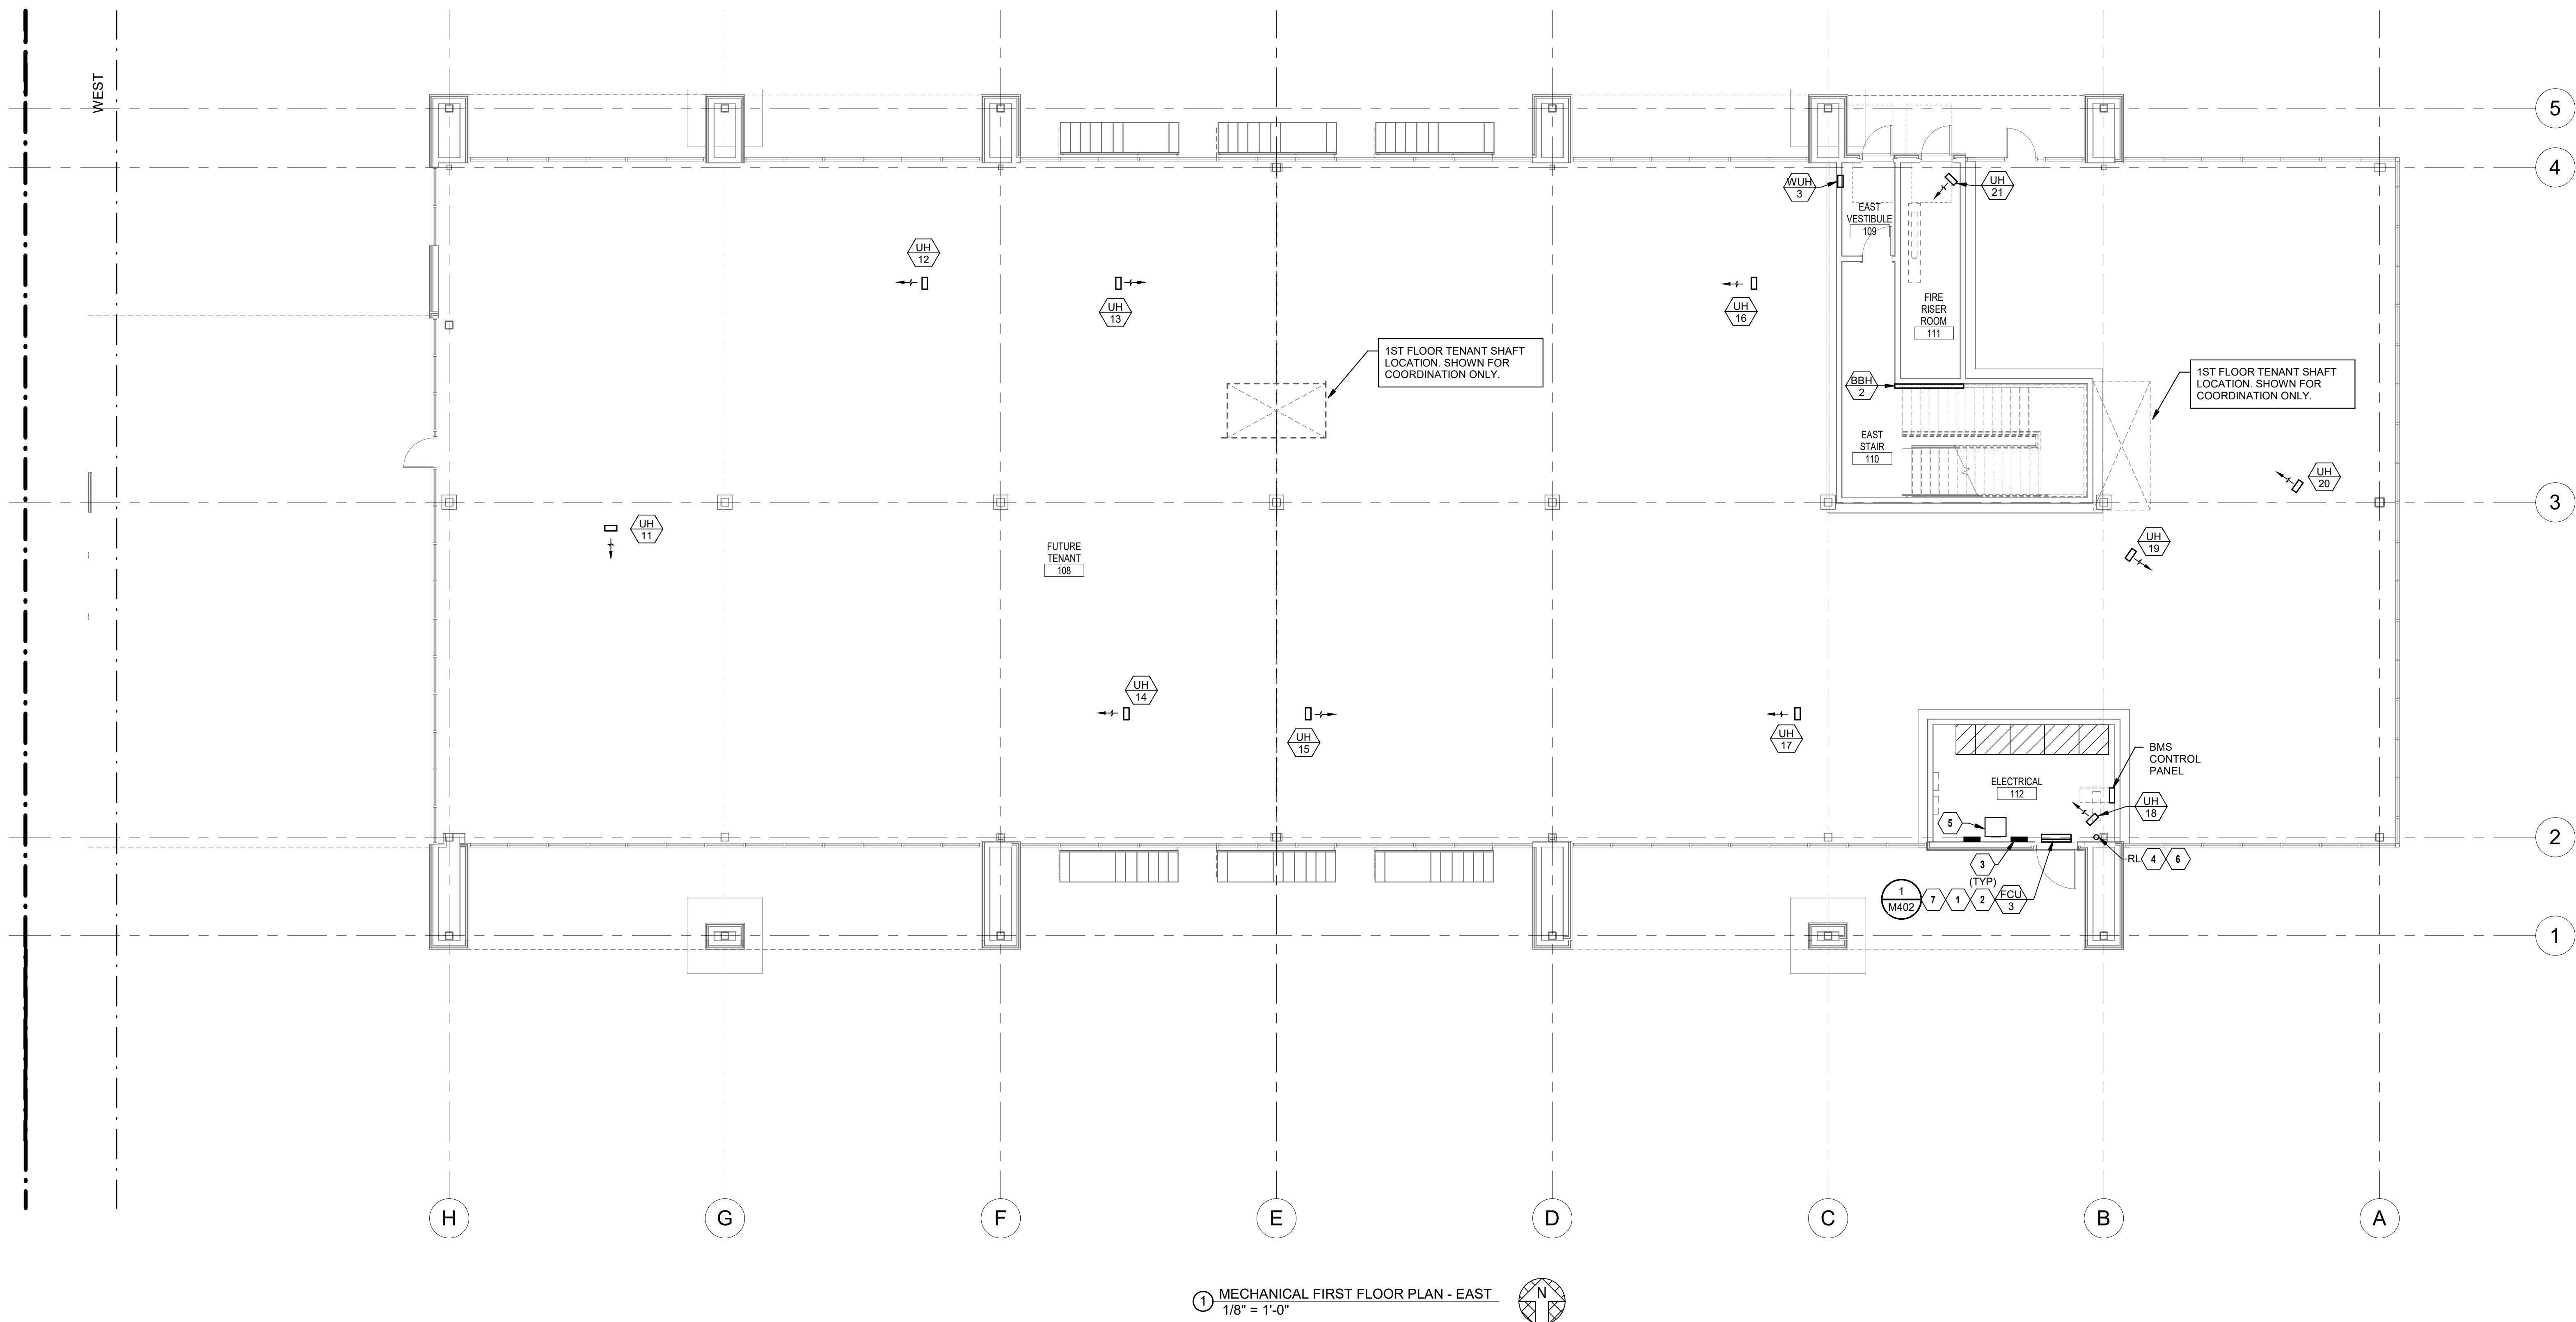 WEST
5
4
WUH
3
UH
21
EAST
VESTIBULE
109
UH
12
UH
13
UH
16
FIRE
RISER
ROOM
111
1ST FLOOR TENANT SHAFT
LOCATION. SHOWN FOR
COORDINATION ONLY.
1ST FLOOR TENANT SHAFT
LOCATION. SHOWN FOR
COORDINATION ONLY.
BBH
2
EAST
STAIR
110
UH
20
3
UH
11
UH
19
FUTURE
TENANT
108
UH
14
UH
15
UH
17
BMS
CONTROL
PANEL
ELECTRICAL
112
UH
18
5
2
RL 4 6
3
(TYP)
1
M402
7 1 2
FCU
3
1
H G F E D C B A
1 MECHANICAL FIRST FLOOR PLAN - EAST
1/8" = 1'-0"
N